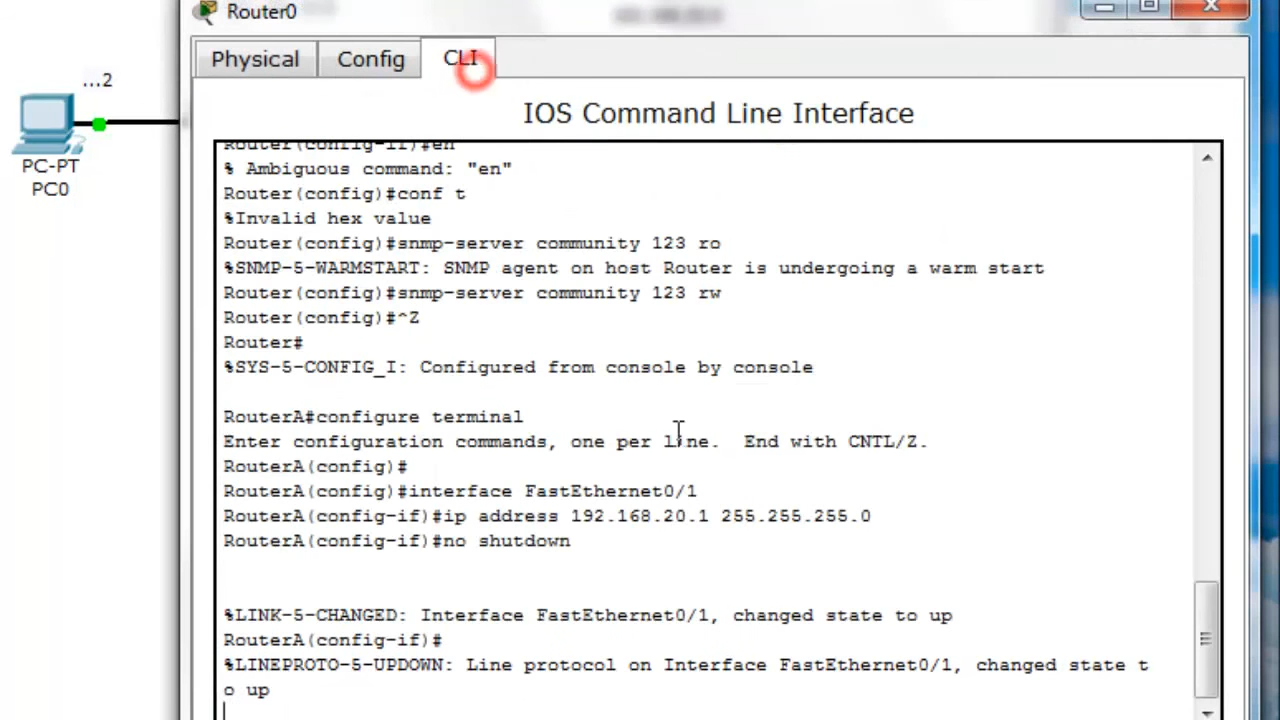 Router0
Physical
Config
CLI
...2
PC-PT
PC0
IOS Command Line Interface
Router(config-if)#en
% Ambiguous command: "en"
Router(config)#conf t
%Invalid hex value
Router(config)#snmp-server community 123 ro
%SNMP-5-WARMSTART: SNMP agent on host Router is undergoing a warm start
Router(config)#snmp-server community 123 rw
Router(config)#^Z
Router#
%SYS-5-CONFIG_I: Configured from console by console
RouterA#configure terminal
Enter configuration commands, one per line.  End with CNTL/Z.
RouterA(config)#
RouterA(config)#interface FastEthernet0/1
RouterA(config-if)#ip address 192.168.20.1 255.255.255.0
RouterA(config-if)#no shutdown
%LINK-5-CHANGED: Interface FastEthernet0/1, changed state to up
RouterA(config-if)#
%LINEPROTO-5-UPDOWN: Line protocol on Interface FastEthernet0/1, changed state t
o up